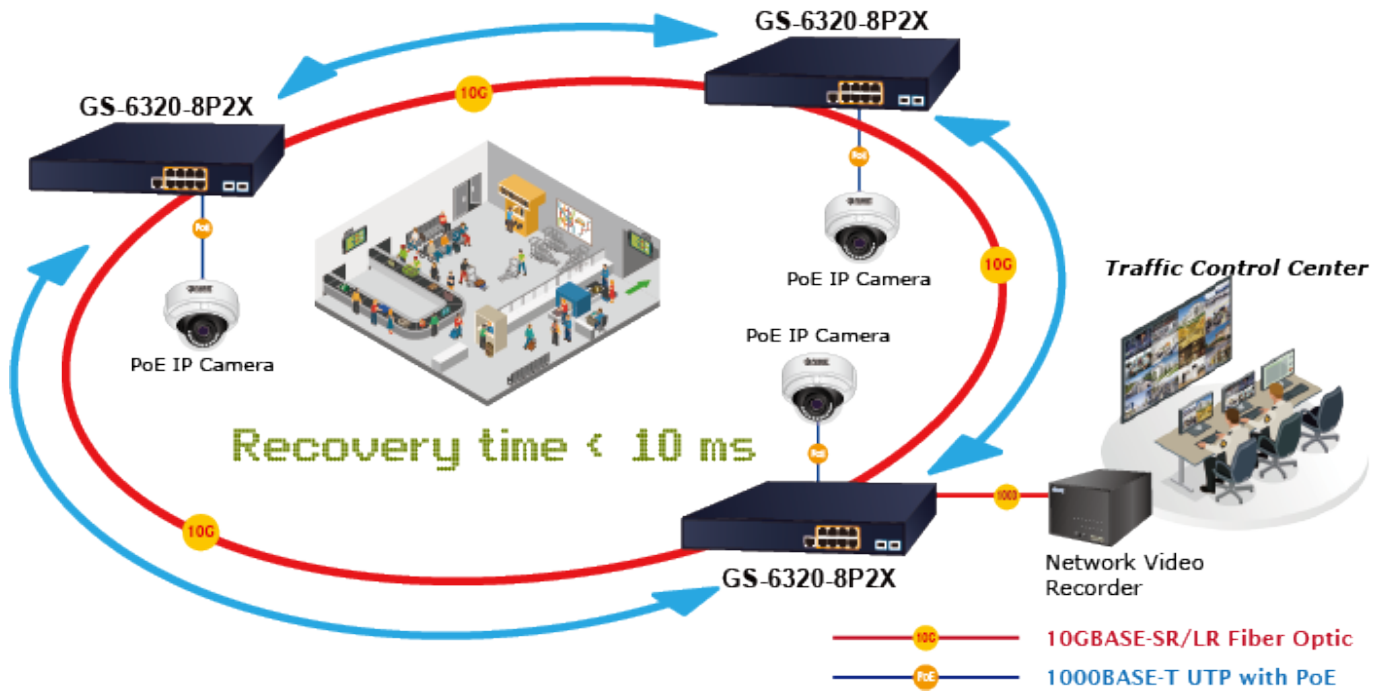 GS-6320-8P2X
GS-6320-8P2X
10G
PoE
PoE IP Camera
PoE
PoE IP Camera
10G
Traffic Control Center
PoE IP Camera
Recovery time < 10 ms
PoE
10G
1000
GS-6320-8P2X
Network Video
Recorder
10G 10GBASE-SR/LR Fiber Optic
PoE 1000BASE-T UTP with PoE